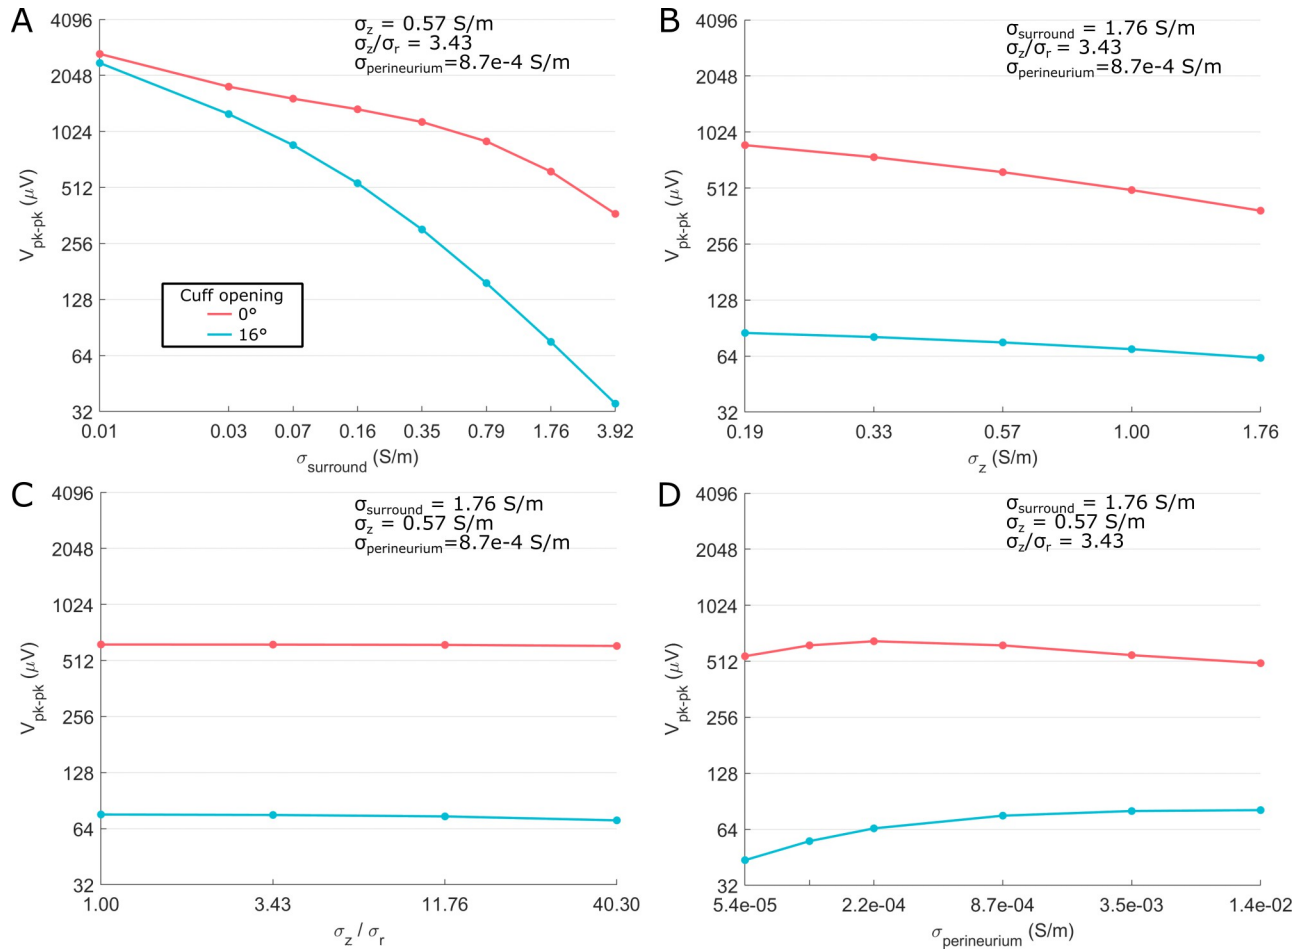 A
σz = 0.57 S/m
σz/σr = 3.43
σperineurium=8.7e-4 S/m
4096
2048
1024
512
256
128
64
32
Vpk-pk (μV)
Cuff opening
0°
16°
0.01
0.03
0.07
0.16
0.35
0.79
1.76
3.92
σsurround (S/m)
B
σsurround = 1.76 S/m
σz/σr = 3.43
σperineurium=8.7e-4 S/m
4096
2048
1024
512
256
128
64
32
Vpk-pk (μV)
0.19
0.33
0.57
1.00
1.76
σz (S/m)
C
σsurround = 1.76 S/m
σz = 0.57 S/m
σperineurium=8.7e-4 S/m
4096
2048
1024
512
256
128
64
32
Vpk-pk (μV)
1.00
3.43
11.76
40.30
σz / σr
D
σsurround = 1.76 S/m
σz = 0.57 S/m
σz/σr = 3.43
4096
2048
1024
512
256
128
64
32
Vpk-pk (μV)
5.4e-05
2.2e-04
8.7e-04
3.5e-03
1.4e-02
σperineurium (S/m)